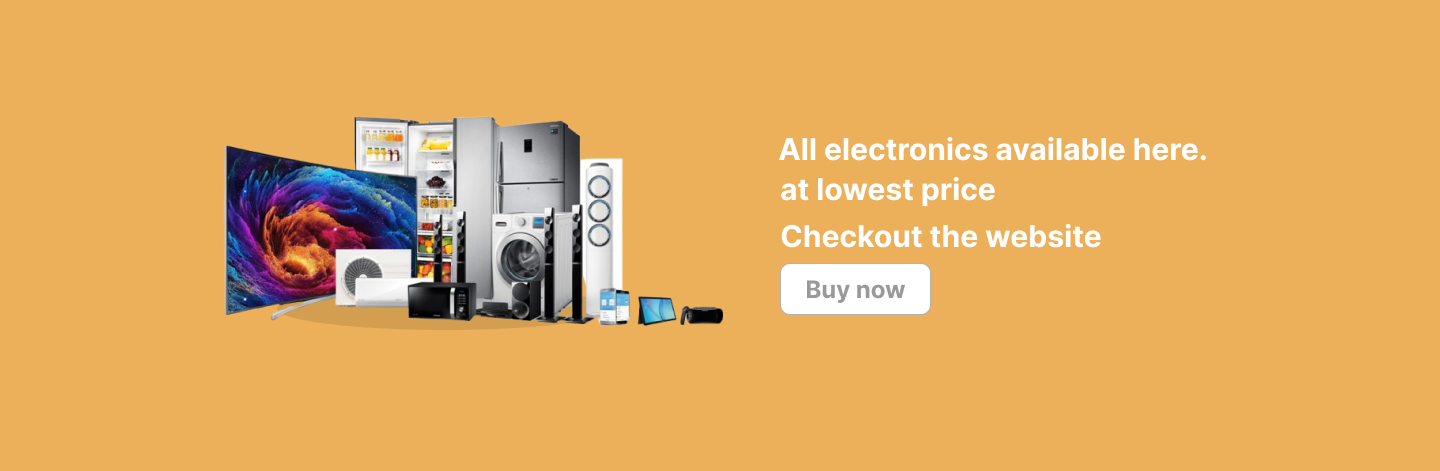 All electronics available here.
at lowest price
Checkout the website
Buy now